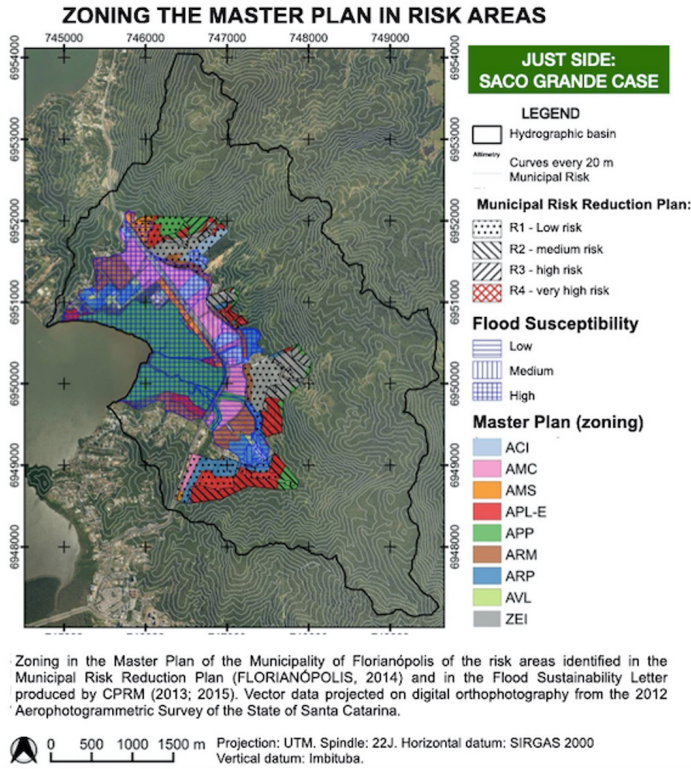 ZONING THE MASTER PLAN IN RISK AREAS
745000 746000 747000 748000 749000
6954000 6954000
6953000 6953000
6952000 6952000
6951000 6951000
6950000 6950000
6949000 6949000
6948000 6948000
JUST SIDE:
SACO GRANDE CASE
LEGEND
Hydrographic basin
Altimetry
Curves every 20 m
Municipal Risk
Municipal Risk Reduction Plan:
R1 - Low risk
R2 - medium risk
R3 - high risk
R4 - very high risk
Flood Susceptibility
Low
Medium
High
Master Plan (zoning)
ACI
AMC
AMS
APL-E
APP
ARM
ARP
AVL
ZEI
Zoning in the Master Plan of the Municipality of Florianópolis of the risk areas identified in the
Municipal Risk Reduction Plan (FLORIANÓPOLIS, 2014) and in the Flood Sustainability Letter
produced by CPRM (2013; 2015). Vector data projected on digital orthophotography from the 2012
Aerophotogrammetric Survey of the State of Santa Catarina.
0 500 1000 1500 m
Projection: UTM. Spindle: 22J. Horizontal datum: SIRGAS 2000
Vertical datum: Imbituba.